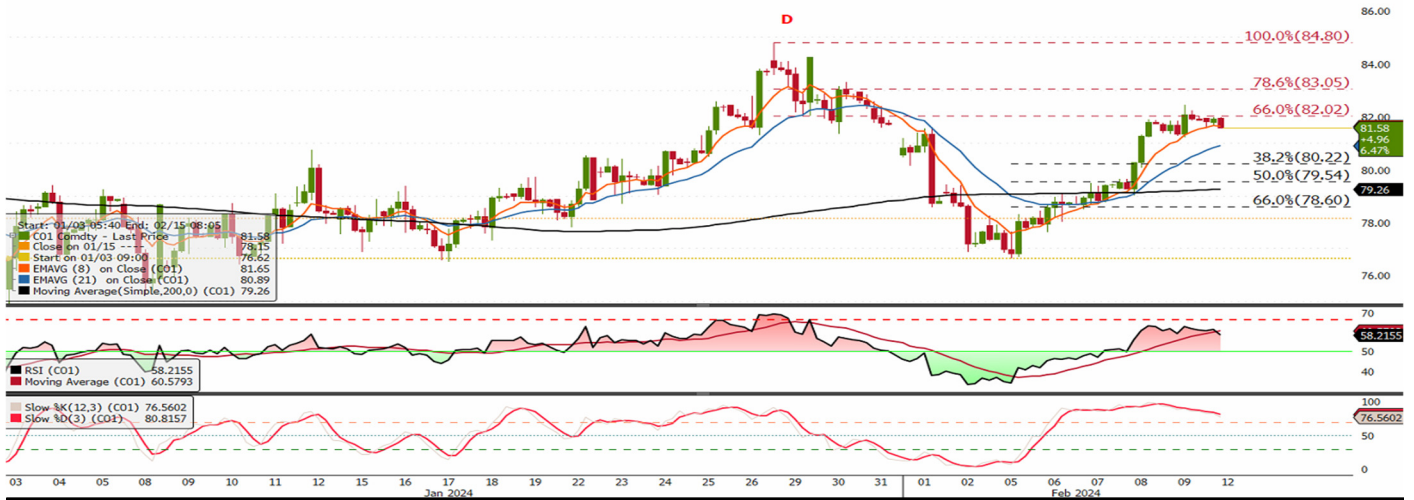 D
86.00
84.00
82.00
80.00
78.00
76.00
100.0%(84.80)
78.6%(83.05)
66.0%(82.02)
38.2%(80.22)
50.0%(79.54)
66.0%(78.60)
81.58
+4.96
6.47%
79.26
Start: 01/03 05:40 End: 02/15 08:05
CO1 Comdty - Last Price 81.58
Close on 01/15 ---- 78.15
Start on 01/03 09:00 76.62
EMAVG (8) on Close (CO1) 81.65
EMAVG (21) on Close (CO1) 80.89
Moving Average(Simple,200,0) (CO1) 79.26
70
58.2155
50
40
RSI (CO1) 58.2155
Moving Average (CO1) 60.5793
Slow %K(12,3) (CO1) 76.5602
Slow %D(3) (CO1) 80.8157
100
76.5602
50
0
03 04 05 08 09 10 11 12 15 16 17 18 19 22 23 24 25 26 29 30 31 01 02 05 06 07 08 09 12
Jan 2024 Feb 2024